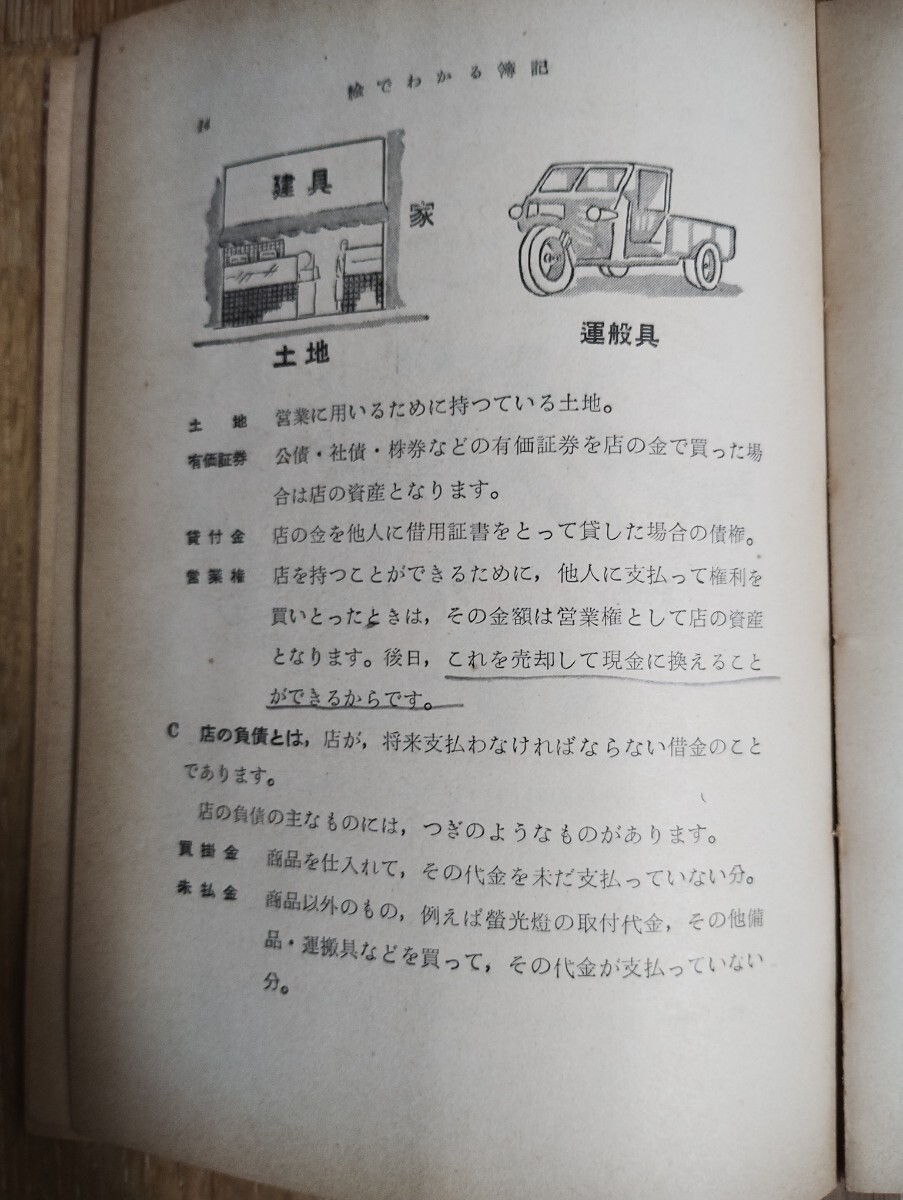 絵でわかる簿記
14
建具
家
土地
運般具
土地 営業に用いるために持つている土地。
有価証券 公債・社債・株券などの有価証券を店の金で買った場
合は店の資産となります。
貸付金 店の金を他人に借用証書をとって貸した場合の債権。
営業権 店を持つことができるために，他人に支払って権利を
買いとったときは，その金額は営業権として店の資産
となります。後日，これを売却して現金に換えること
ができるからです。
C 店の負債とは，店が，将来支払わなければならない借金のこと
であります。
店の負債の主なものには，つぎのようなものがあります。
買掛金 商品を仕入れて，その代金を未だ支払っていない分。
未払金 商品以外のもの，例えば螢光燈の取付代金，その他備
品・運搬具などを買って，その代金が支払っていない
分。